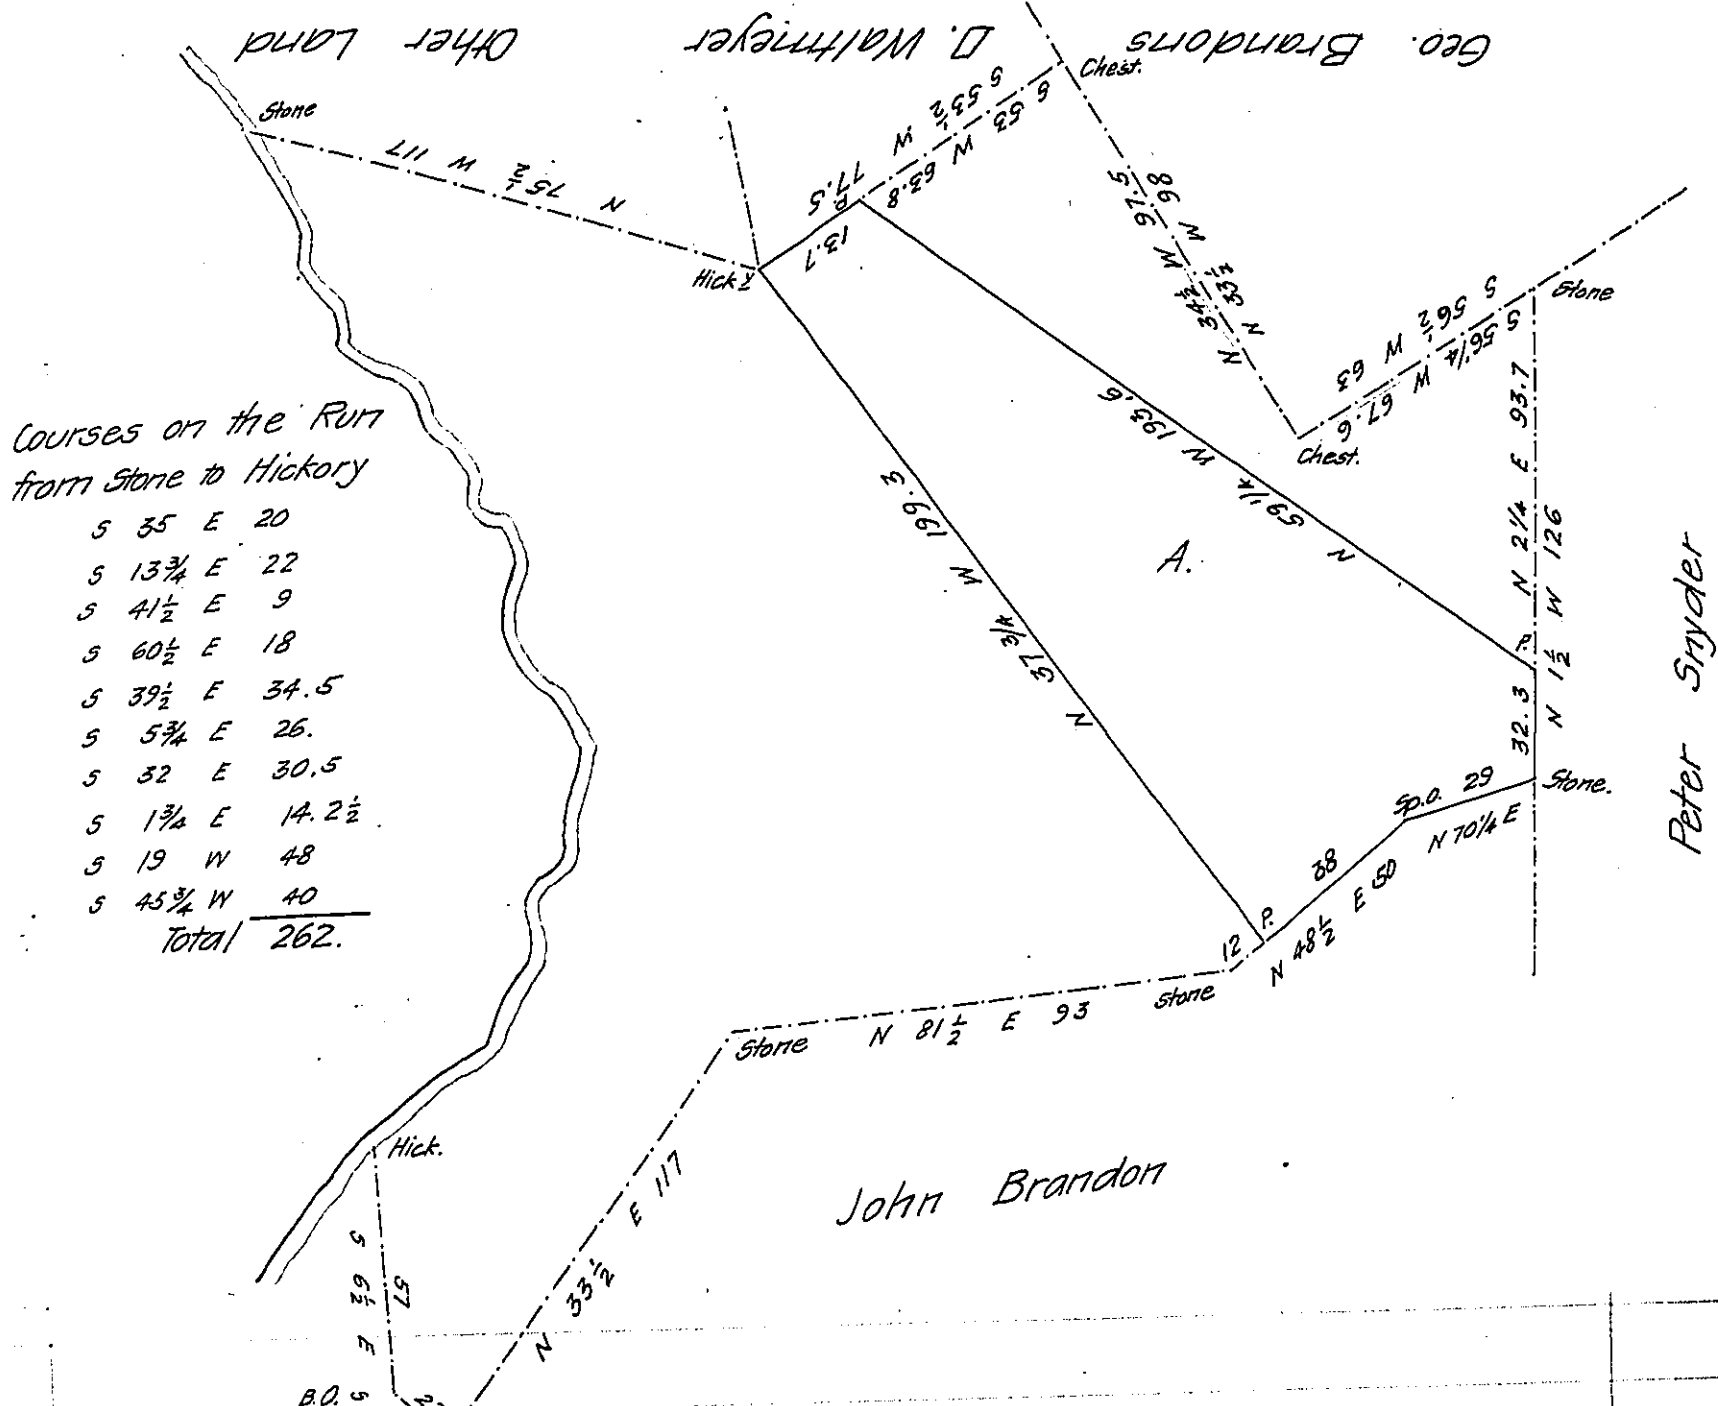 Geo. Brandons D. Waltmeyer Other Land
Stone
N 75½ W 117
Hick.y
S 53½ W 77.5
S 53 W 63.8
P.
13.7
Chest.
N 34½ W 97.5
N 33½ W 98
Chest.
S 56½ W 63
S 56¼ W 67.6
Stone
N 2¼ E 93.7
N 1½ W 126
P.
32.3
Stone.
Peter Snyder
N 59¼ W 193.6
A.
N 37¾ W 199.3
Courses on the Run
from Stone to Hickory
S 35 E 20
S 13¾ E 22
S 41½ E 9
S 60½ E 18
S 39½ E 34.5
S 5¾ E 26.
S 32 E 30.5
S 1¾ E 14.2½
S 19 W 48
S 45¾ W 40
Total 262.
Sp.o. 29
N 70¼ E
38
N 48½ E 50
P.
12
Stone
N 81½ E 93
Stone
Hick.
John Brandon
N 33½ E 117
S 6½ E 57
B.O. S